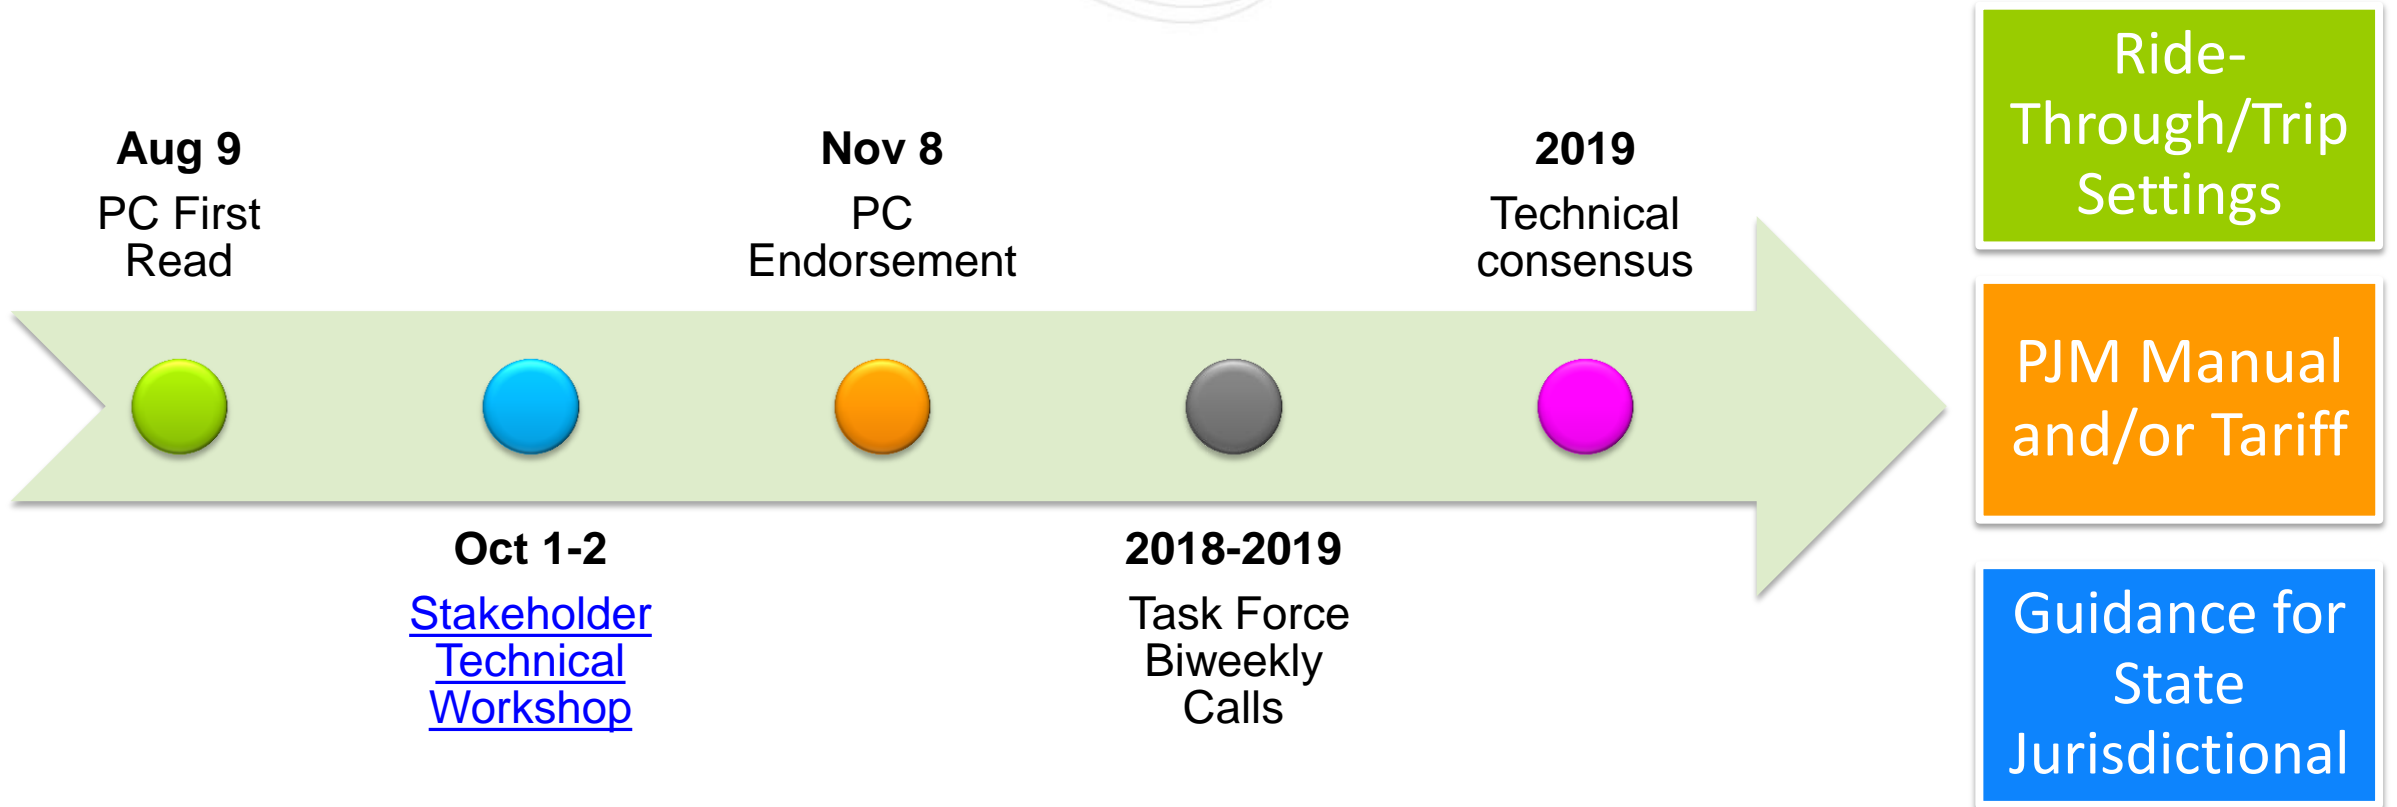 Aug 9
PC First
Read
Oct 1-2
Stakeholder
Technical
Workshop
Nov 8
PC
Endorsement
2018-2019
Task Force
Biweekly
Calls
2019
Technical
consensus
Ride-
Through/Trip
Settings
PJM Manual
and/or Tariff
Guidance for
State
Jurisdictional